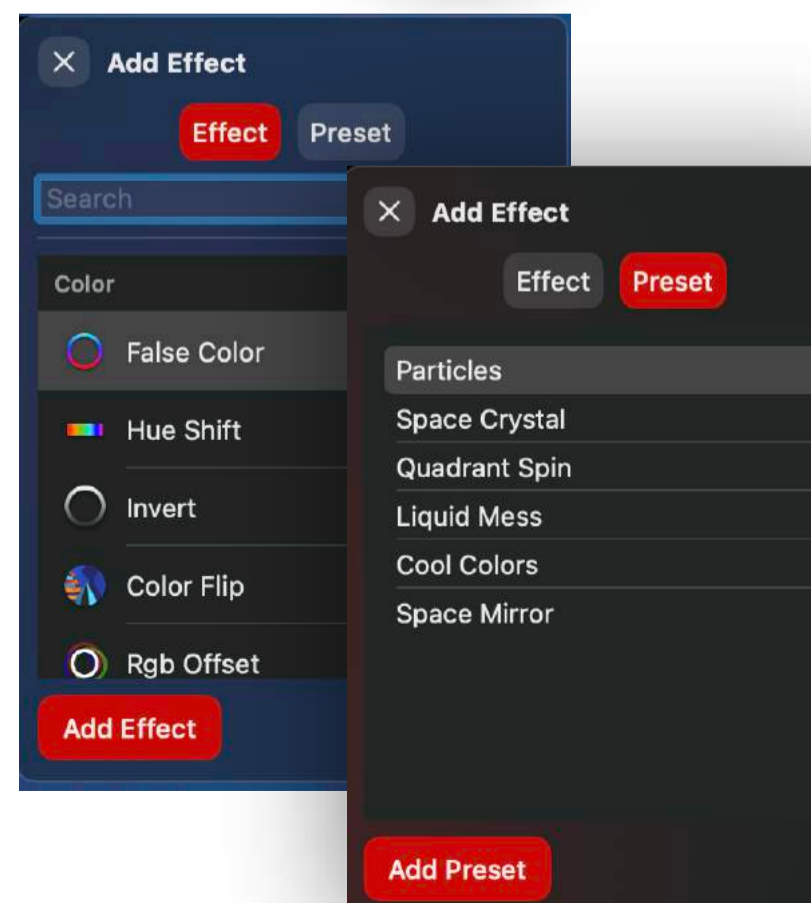 Add Effect
Effect Preset
Search
Color
False Color
Hue Shift
Invert
Color Flip
Rgb Offset
Add Effect
Add Effect
Effect Preset
Particles
Space Crystal
Quadrant Spin
Liquid Mess
Cool Colors
Space Mirror
Add Preset